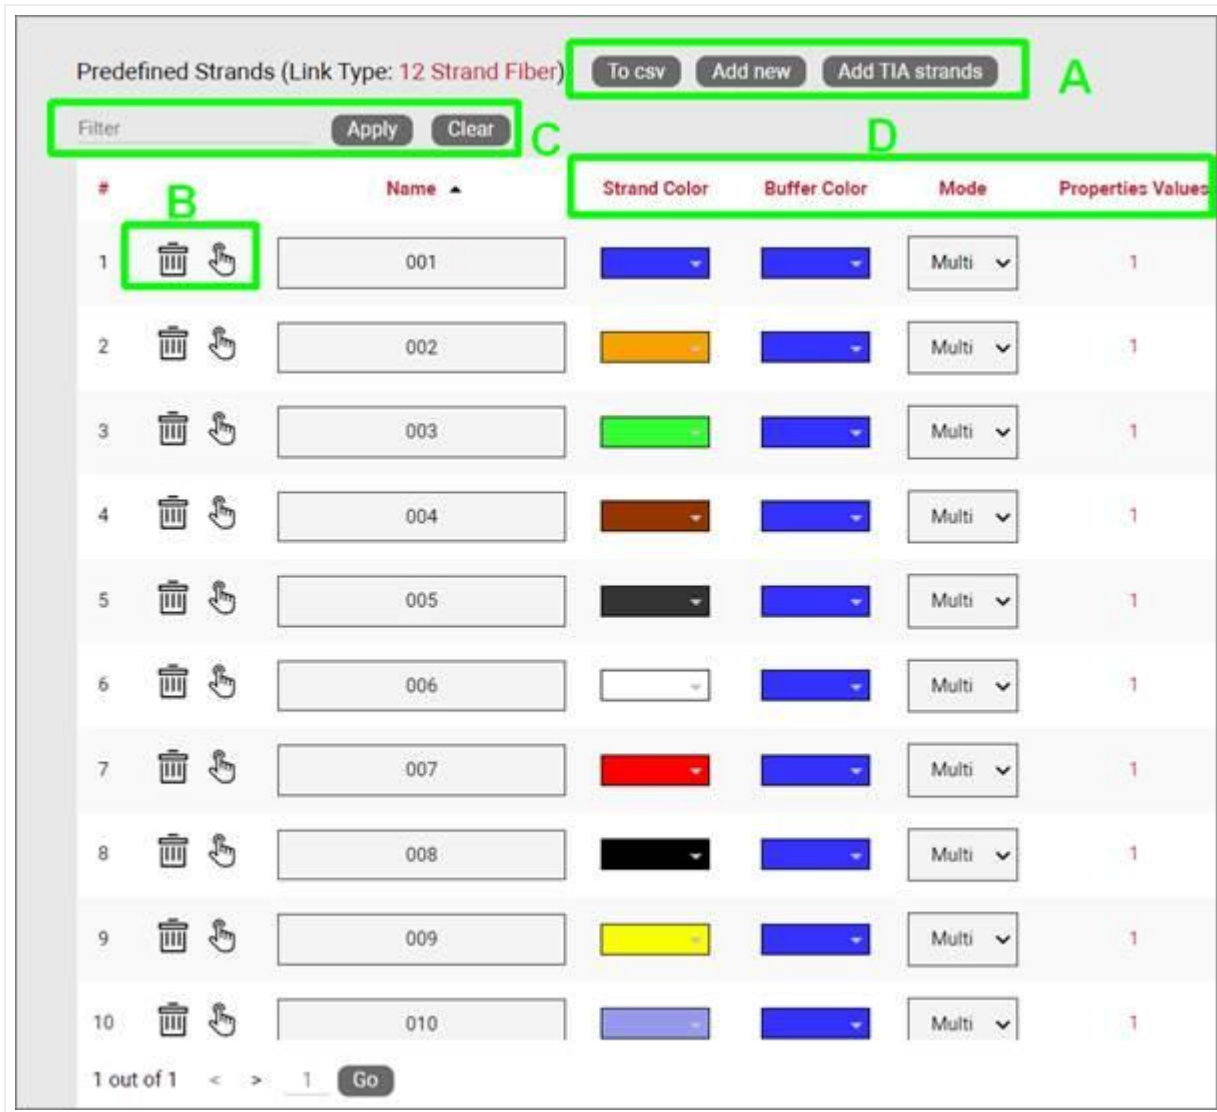 Predefined Strands (Link Type: 12 Strand Fiber) To csv Add new Add TIA strands A
Filter Apply Clear C D
# B Name Strand Color Buffer Color Mode Properties Values
1 001 Multi 1
2 002 Multi 1
3 003 Multi 1
4 004 Multi 1
5 005 Multi 1
6 006 Multi 1
7 007 Multi 1
8 008 Multi 1
9 009 Multi 1
10 010 Multi 1
1 out of 1 < > 1 Go